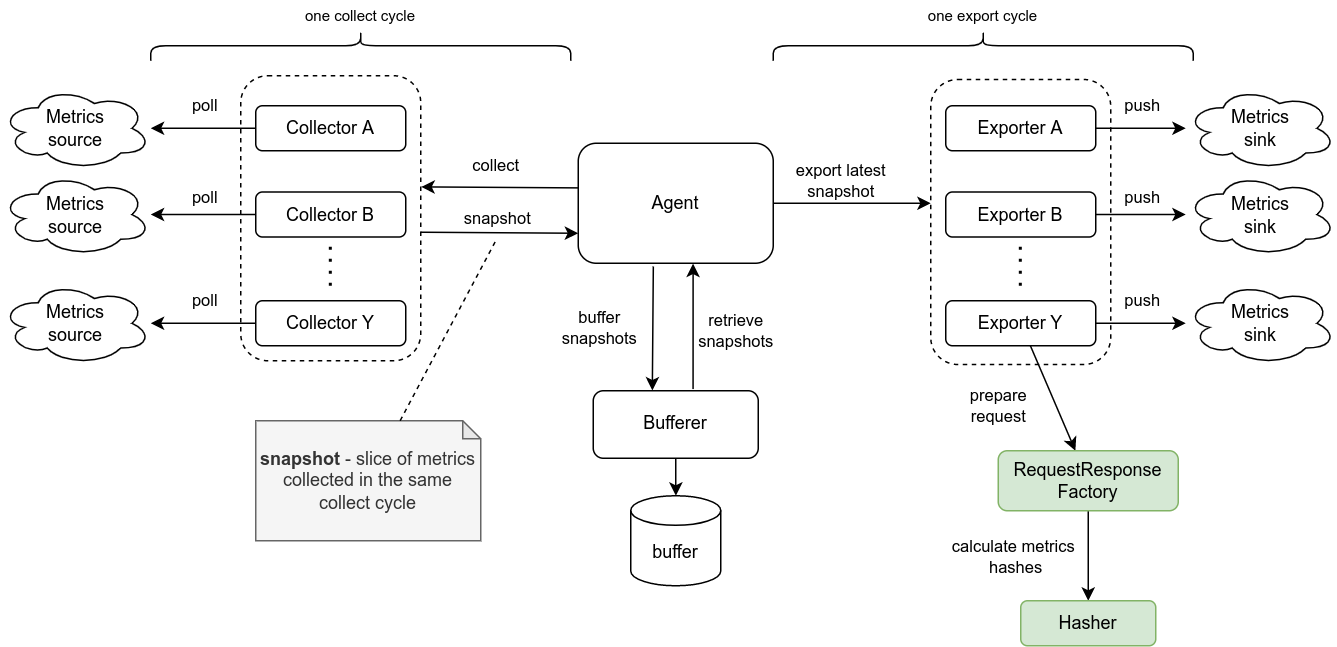 one collect cycle
one export cycle
Metrics
source
poll
Collector A
Metrics
source
poll
Collector B
Metrics
source
poll
Collector Y
collect
snapshot
Agent
export latest
snapshot
Exporter A
push
Metrics
sink
Exporter B
push
Metrics
sink
Exporter Y
push
Metrics
sink
buffer
snapshots
retrieve
snapshots
Bufferer
buffer
snapshot - slice of metrics
collected in the same
collect cycle
prepare
request
RequestResponse
Factory
calculate metrics
hashes
Hasher